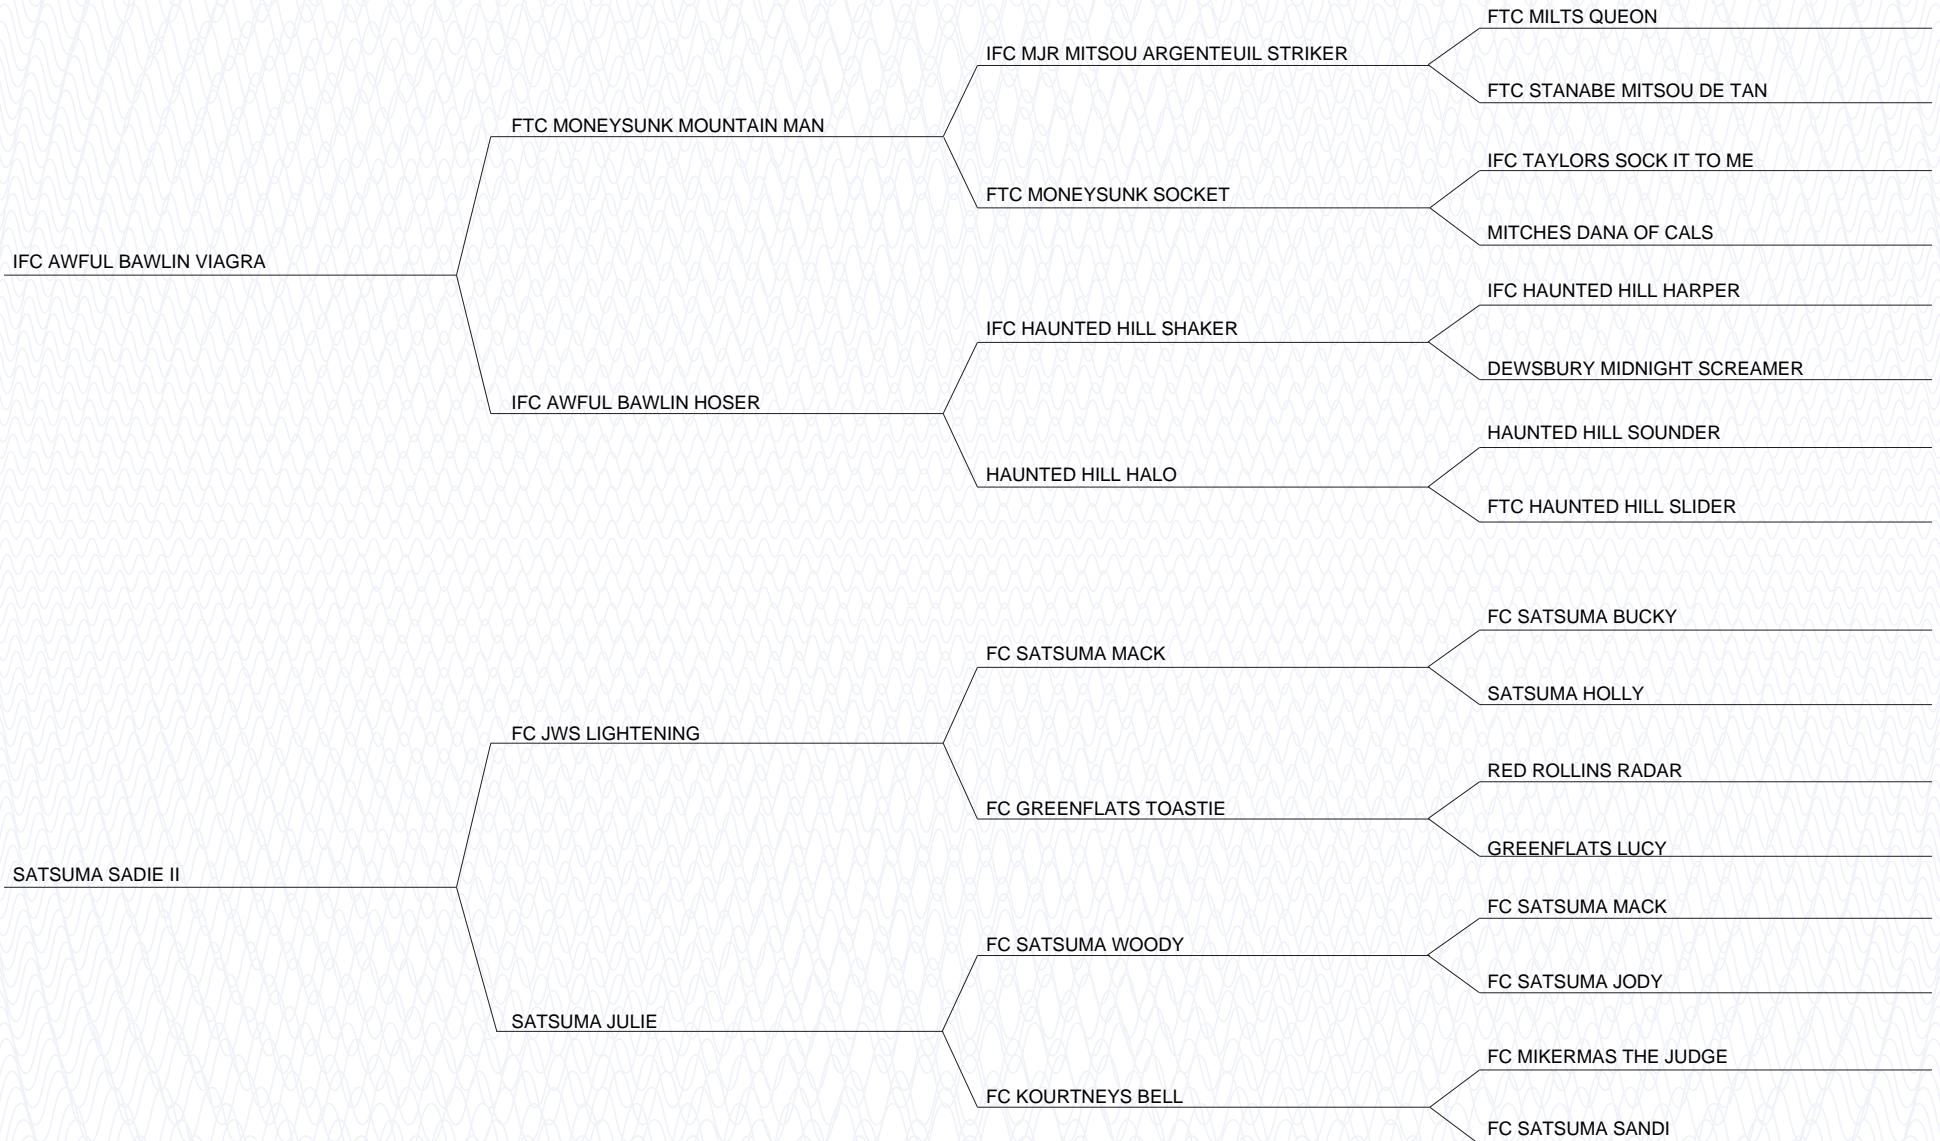 IFC AWFUL BAWLIN VIAGRA
FTC MONEYSUNK MOUNTAIN MAN
IFC MJR MITSOU ARGENTEUIL STRIKER
FTC MILTS QUEON
FTC STANABE MITSOU DE TAN
FTC MONEYSUNK SOCKET
IFC TAYLORS SOCK IT TO ME
MITCHES DANA OF CALS
IFC AWFUL BAWLIN HOSER
IFC HAUNTED HILL SHAKER
IFC HAUNTED HILL HARPER
DEWSBURY MIDNIGHT SCREAMER
HAUNTED HILL HALO
HAUNTED HILL SOUNDER
FTC HAUNTED HILL SLIDER
SATSUMA SADIE II
FC JWS LIGHTENING
FC SATSUMA MACK
FC SATSUMA BUCKY
SATSUMA HOLLY
FC GREENFLATS TOASTIE
RED ROLLINS RADAR
GREENFLATS LUCY
SATSUMA JULIE
FC SATSUMA WOODY
FC SATSUMA MACK
FC SATSUMA JODY
FC KOURTNEYS BELL
FC MIKERMAS THE JUDGE
FC SATSUMA SANDI